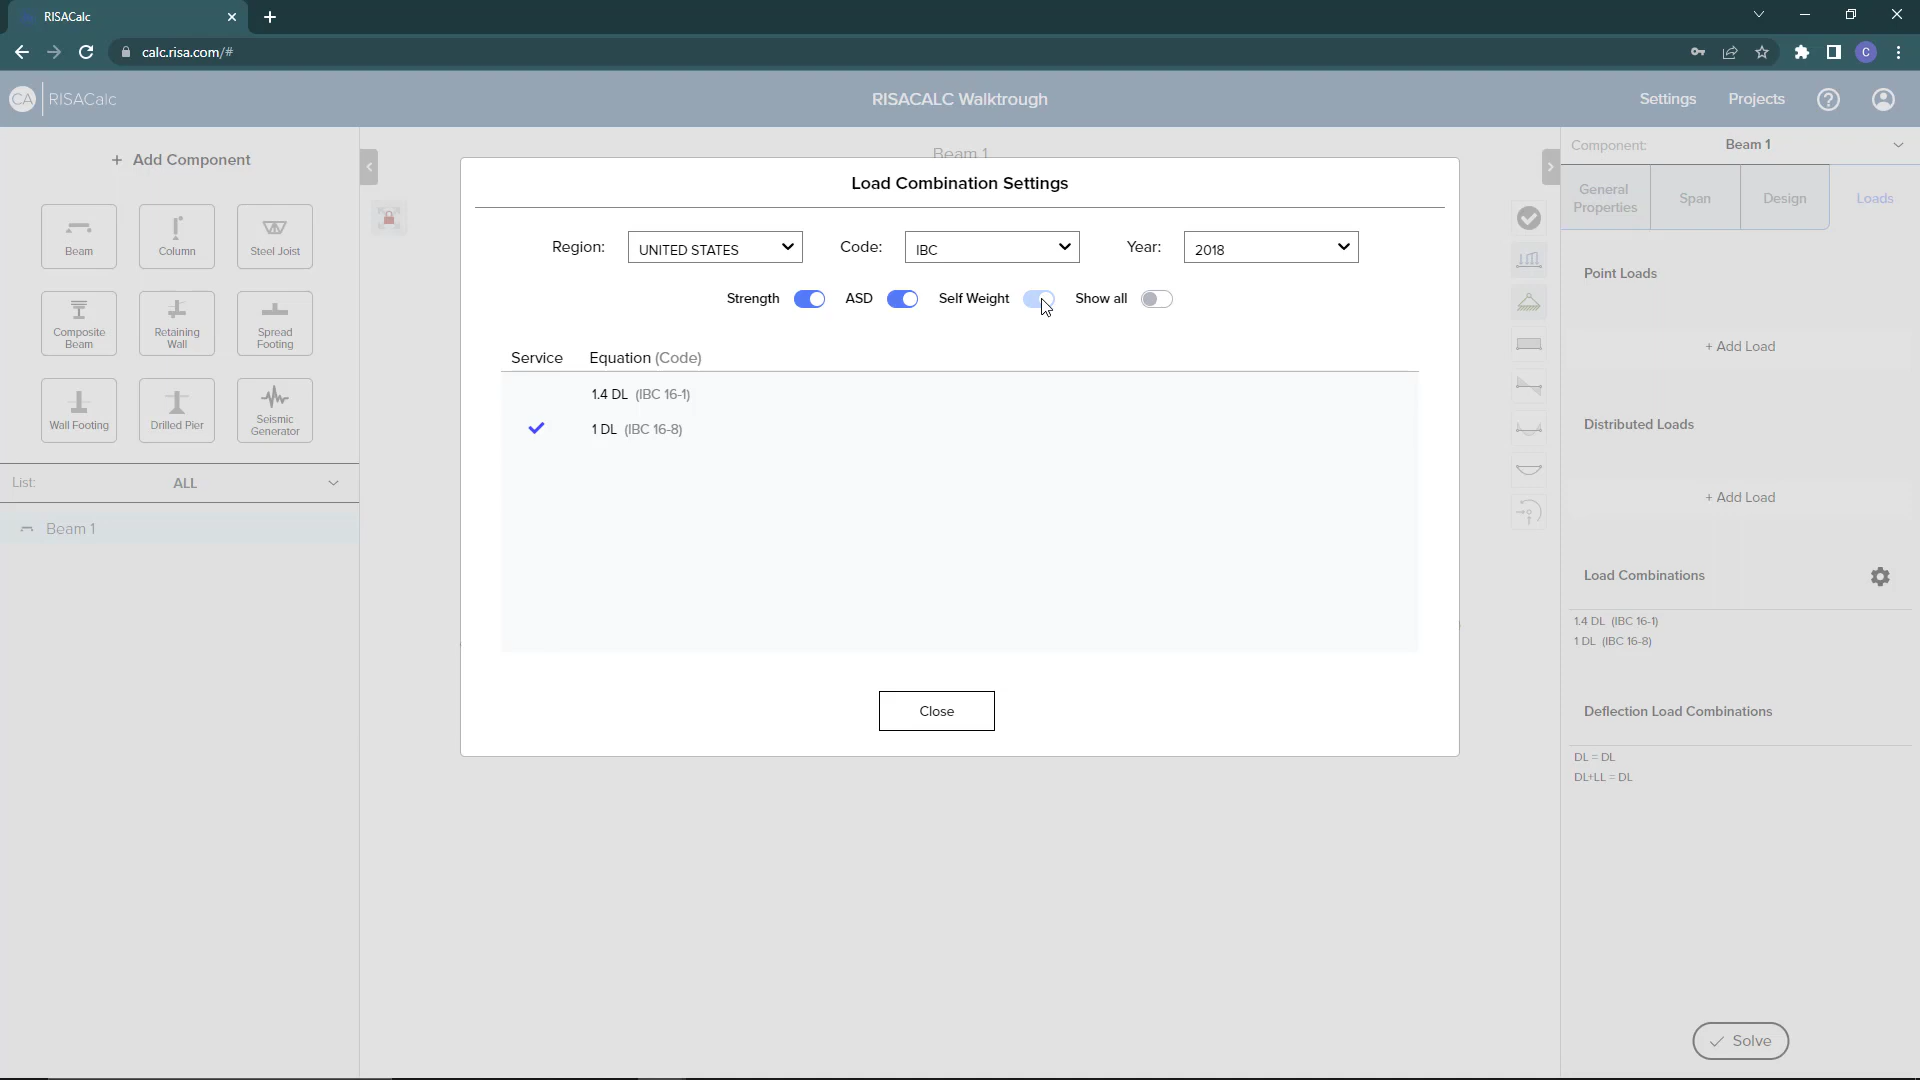 RISACalc
calc.risa.com/#
C
CA RISACalc
RISACALC Walktrough
Settings
Projects
?
+ Add Component
Beam
Column
Steel Joist
Composite
Beam
Retaining
Wall
Spread
Footing
Wall Footing
Drilled Pier
Seismic
Generator
List:
ALL
Beam 1
Beam 1
Load Combination Settings
Region:
UNITED STATES
Code:
IBC
Year:
2018
Strength
ASD
Self Weight
Show all
Service
Equation (Code)
1.4 DL (IBC 16-1)
1 DL (IBC 16-8)
Close
Component:
Beam 1
General
Properties
Span
Design
Loads
Point Loads
+ Add Load
Distributed Loads
+ Add Load
Load Combinations
1.4 DL (IBC 16-1)
1 DL (IBC 16-8)
Deflection Load Combinations
DL = DL
DL+LL = DL
Solve